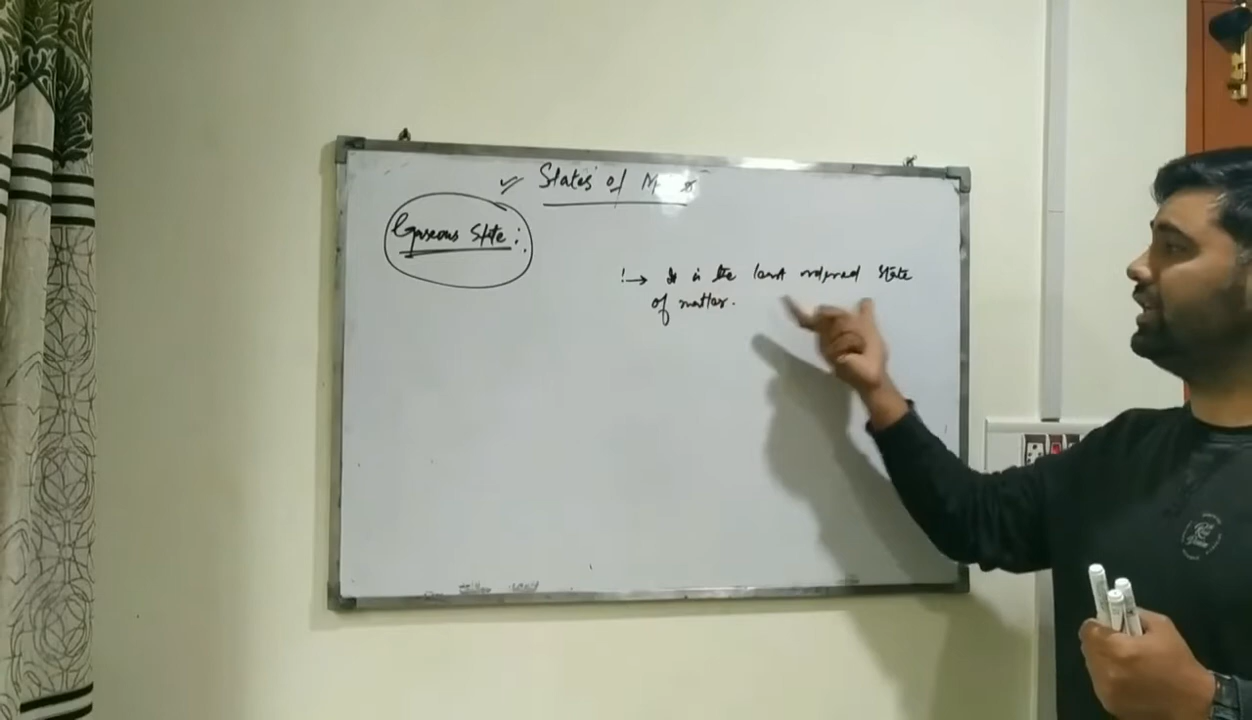 States of
Gaseous State :
!→ It is the least ordered state
of matter.